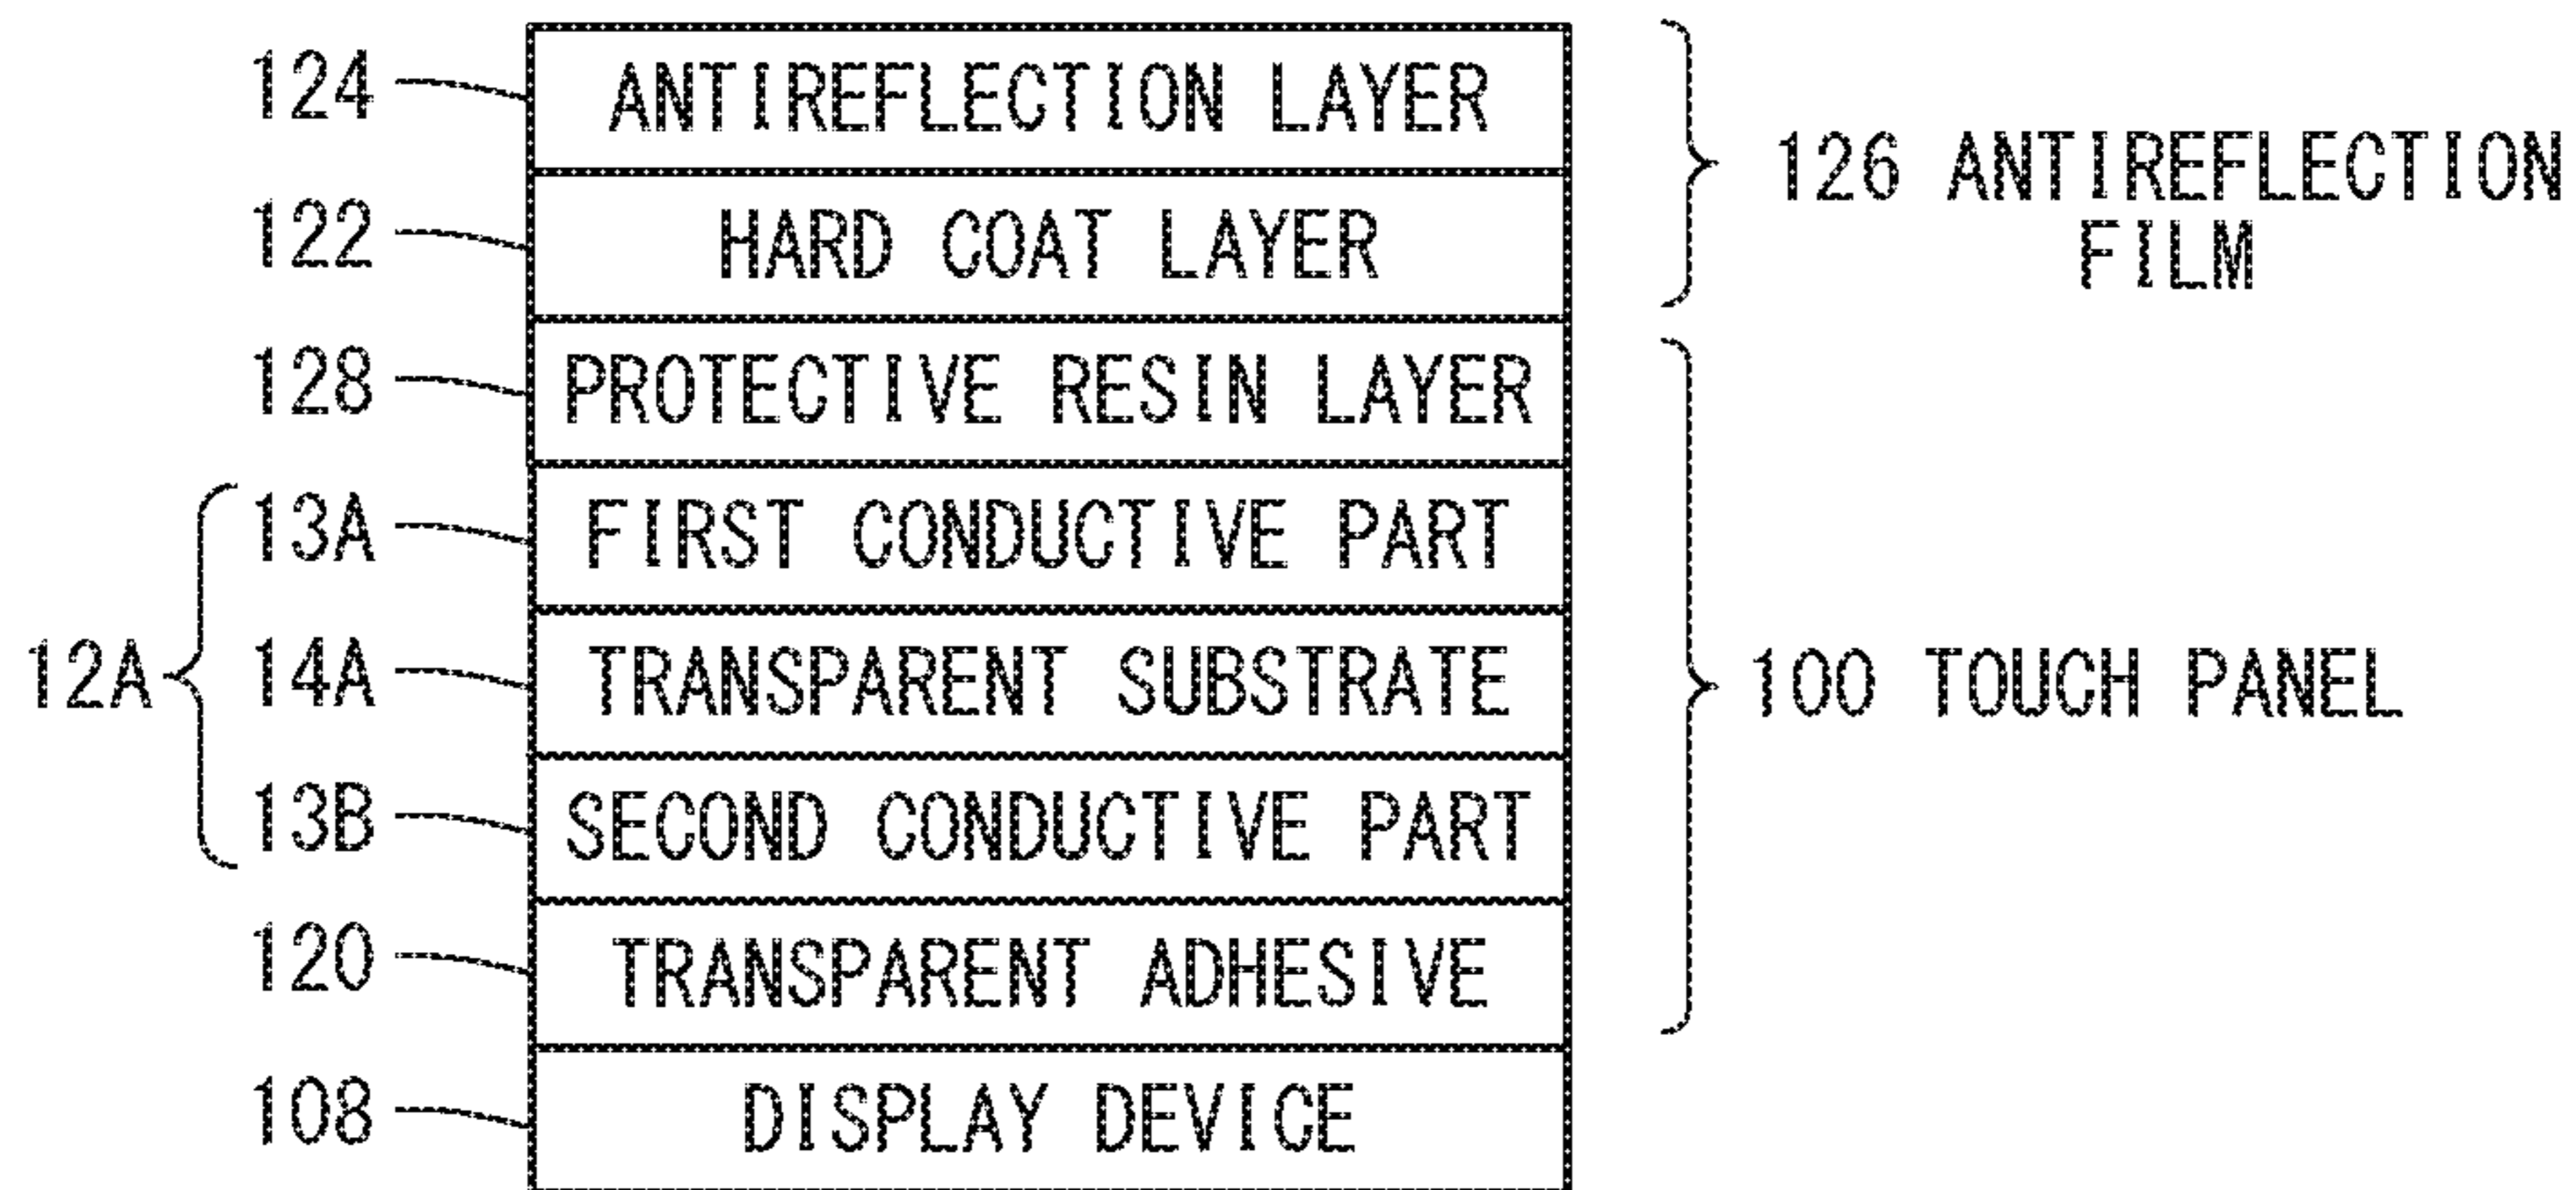 124 ANTIREFLECTION LAYER
122 HARD COAT LAYER
126 ANTIREFLECTION
FILM
128 PROTECTIVE RESIN LAYER
13A FIRST CONDUCTIVE PART
12A 14A TRANSPARENT SUBSTRATE
100 TOUCH PANEL
13B SECOND CONDUCTIVE PART
120 TRANSPARENT ADHESIVE
108 DISPLAY DEVICE